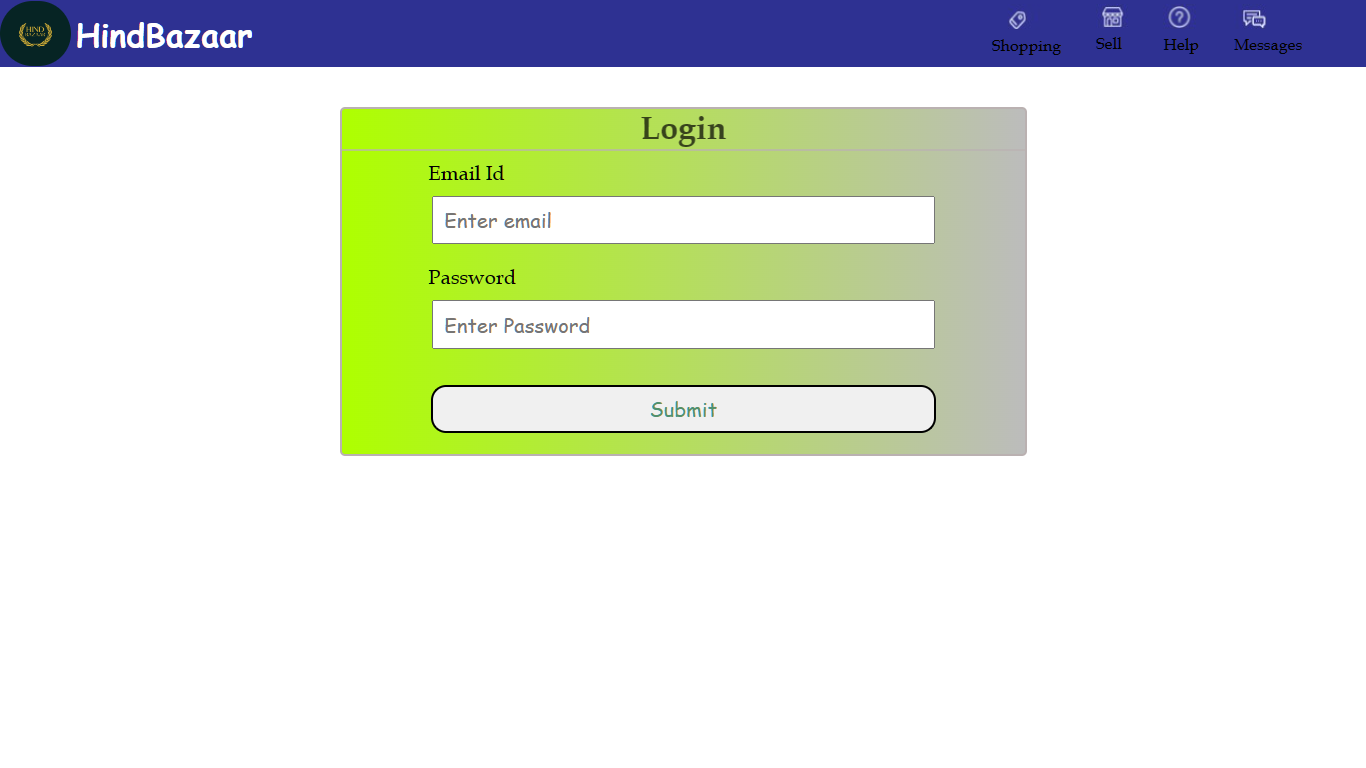 HIND
BAZAAR
HindBazaar
Shopping
Sell
Help
Messages
Login
Email Id
Enter email
Password
Enter Password
Submit